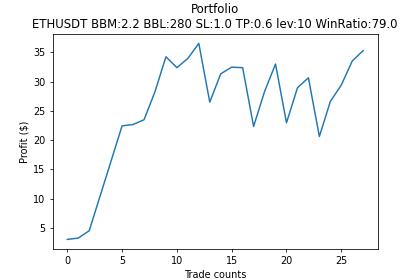 Portfolio
ETHUSDT BBM:2.2 BBL:280 SL:1.0 TP:0.6 lev:10 WinRatio:79.0
35
30
25
20
15
10
5
Profit ($)
0 5 10 15 20 25
Trade counts